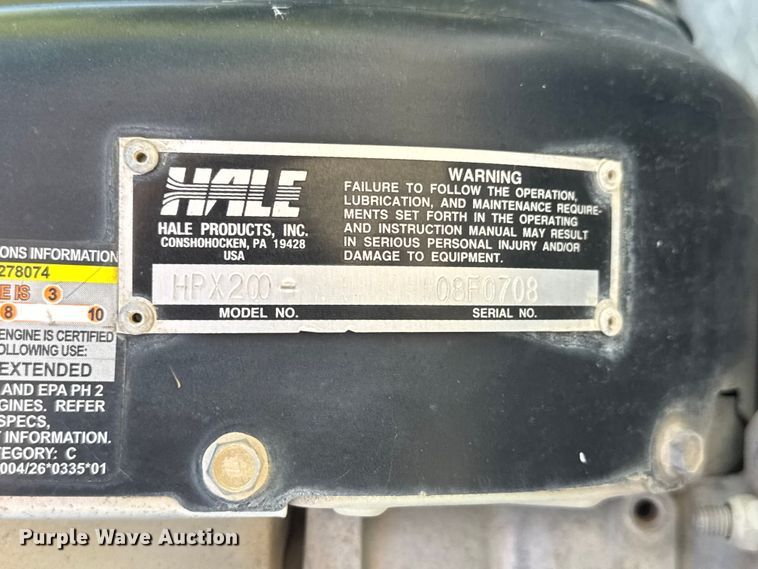 HALE
HALE PRODUCTS, INC.
CONSHOHOCKEN, PA 19428
USA
WARNING
FAILURE TO FOLLOW THE OPERATION,
LUBRICATION, AND MAINTENANCE REQUIRE-
MENTS SET FORTH IN THE OPERATING
AND INSTRUCTION MANUAL MAY RESULT
IN SERIOUS PERSONAL INJURY AND/OR
DAMAGE TO EQUIPMENT.
HPX200 - 08F0708
MODEL NO. SERIAL NO.
ONS INFORMATION
278074
E IS 3
8 10
ENGINE IS CERTIFIED
OLLOWING USE:
EXTENDED
AND EPA PH 2
GINES. REFER
SPECS,
T INFORMATION.
TEGORY: C
004/26*0335*01
Purple Wave Auction